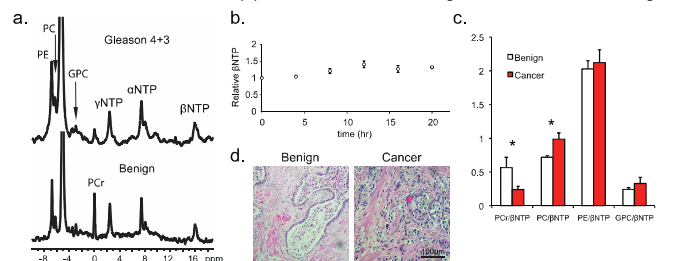 a.
PC
Gleason 4+3
PE
GPC
γNTP
αNTP
βNTP
Benign
PCr
-8 -4 0 4 8 12 16 ppm
b.
Relative βNTP
2
1.5
1
0.5
0
0 5 10 15 20
time (hr)
c.
2.5
2
1.5
1
0.5
0
Benign
Cancer
*
*
PCr/βNTP PC/βNTP PE/βNTP GPC/βNTP
d.
Benign Cancer
100μm